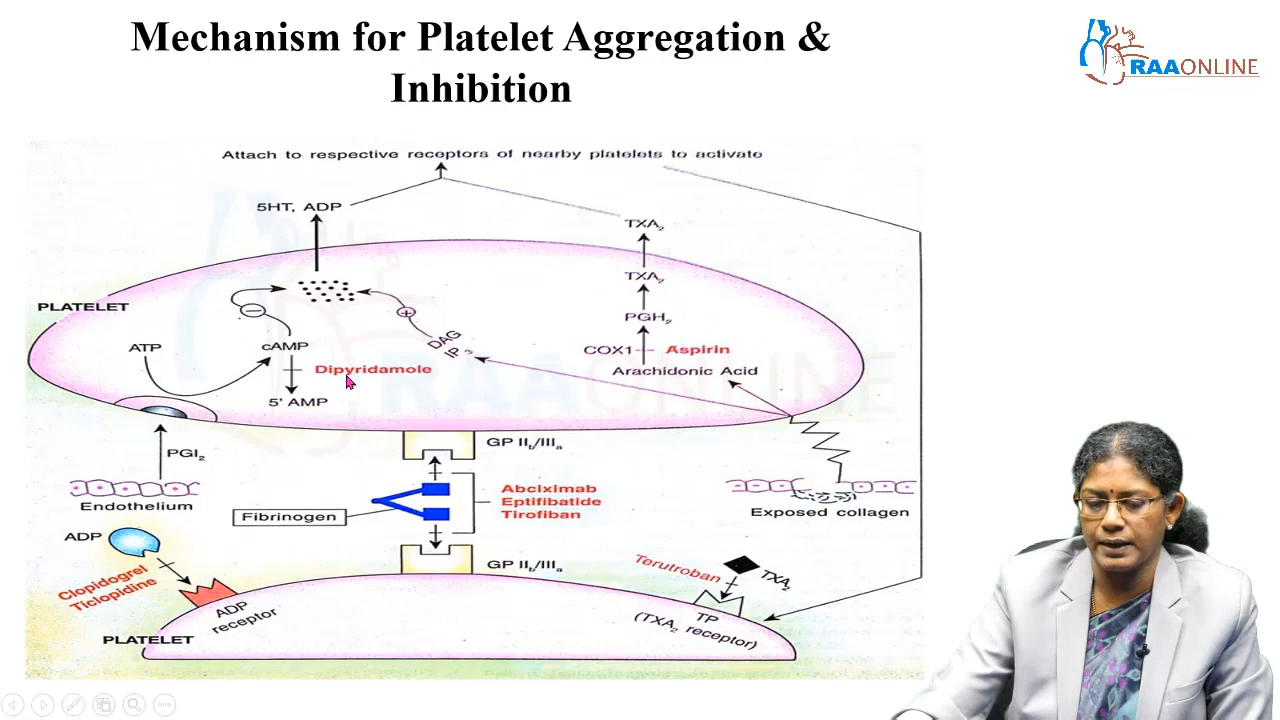 Mechanism for Platelet Aggregation &
Inhibition
RAAONLINE
Attach to respective receptors of nearby platelets to activate
5HT, ADP
TXA₂
TXA₂
PLATELET
PGH₂
ATP
cAMP
DAG
IP₃
COX1
Aspirin
Dipyridamole
Arachidonic Acid
5' AMP
GP IIb/IIIa
PGI₂
Endothelium
Abciximab
Eptifibatide
Tirofiban
Fibrinogen
Exposed collagen
ADP
GP IIb/IIIa
Clopidogrel
Ticlopidine
Terutroban
TXA₂
ADP
receptor
TP
(TXA₂ receptor)
PLATELET
RAAONLINE